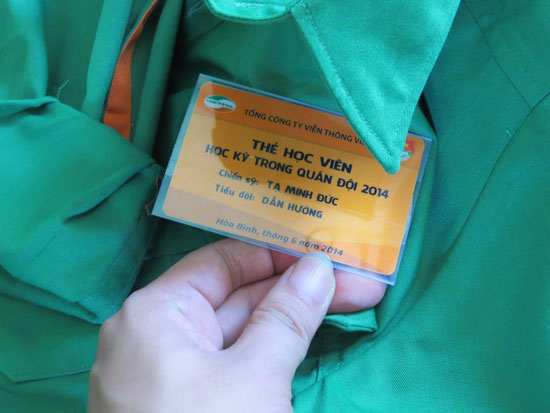 TỔNG CÔNG TY VIỄN THÔNG
THẺ HỌC VIÊN
HỌC KỲ TRONG QUÂN ĐỘI 2014
Chiến sỹ: TẠ MINH ĐỨC
Tiểu đội: DẪN HƯỚNG
Hòa Bình, tháng 6 năm 2014